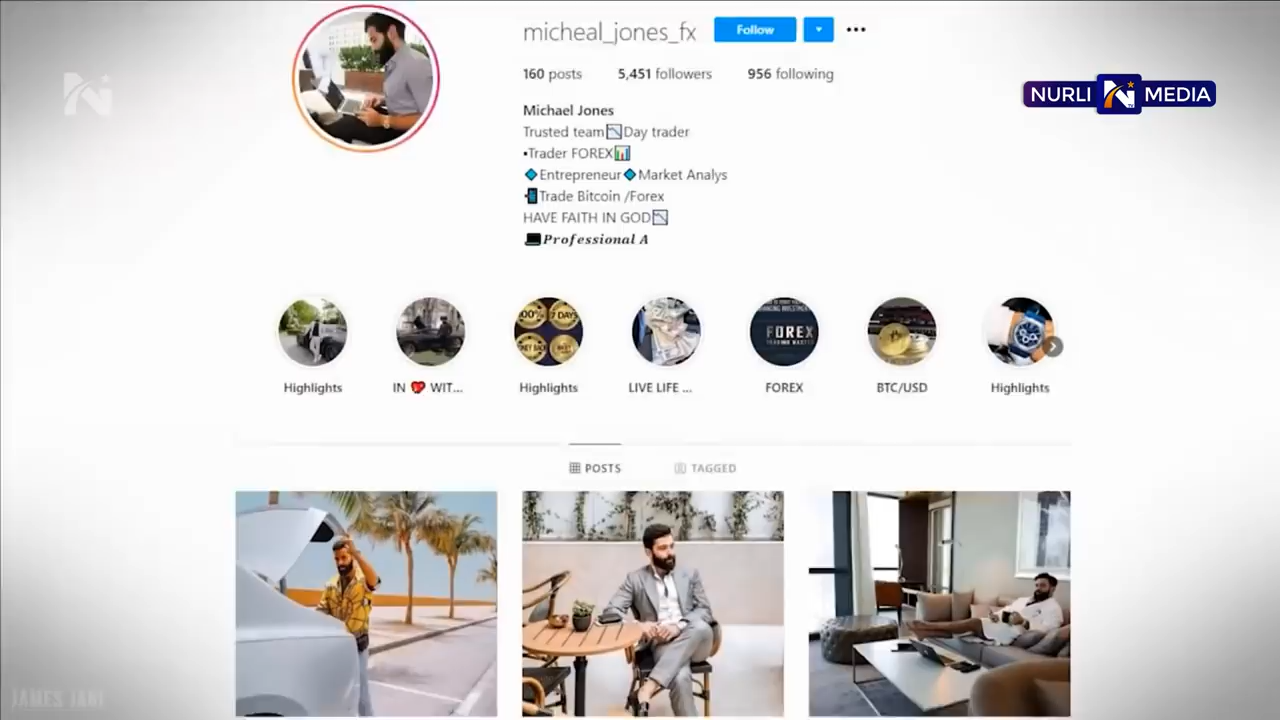 micheal_jones_fx Follow
NURLI MEDIA
160 posts 5,451 followers 956 following
Michael Jones
Trusted team📉Day trader
•Trader FOREX📊
🔷Entrepreneur🔷Market Analys
📲Trade Bitcoin /Forex
HAVE FAITH IN GOD📉
💻Professional A
FOREX
Highlights IN 💘 WIT... Highlights LIVE LIFE ... FOREX BTC/USD Highlights
POSTS TAGGED
JAMES JANI